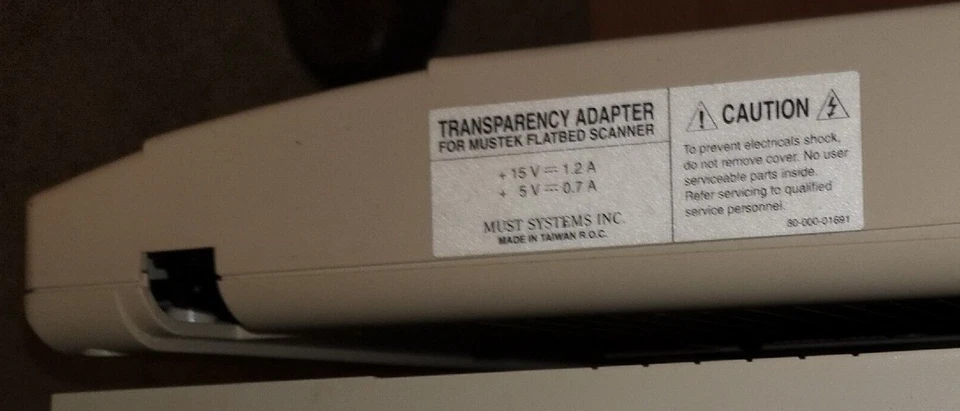 TRANSPARENCY ADAPTER
FOR MUSTEK FLATBED SCANNER
+ 15 V ⎓ 1.2 A
+ 5 V ⎓ 0.7 A
MUST SYSTEMS INC.
MADE IN TAIWAN R.O.C.
CAUTION
To prevent electricals shock,
do not remove cover. No user
serviceable parts inside.
Refer servicing to qualified
service personnel.
80-000-01691